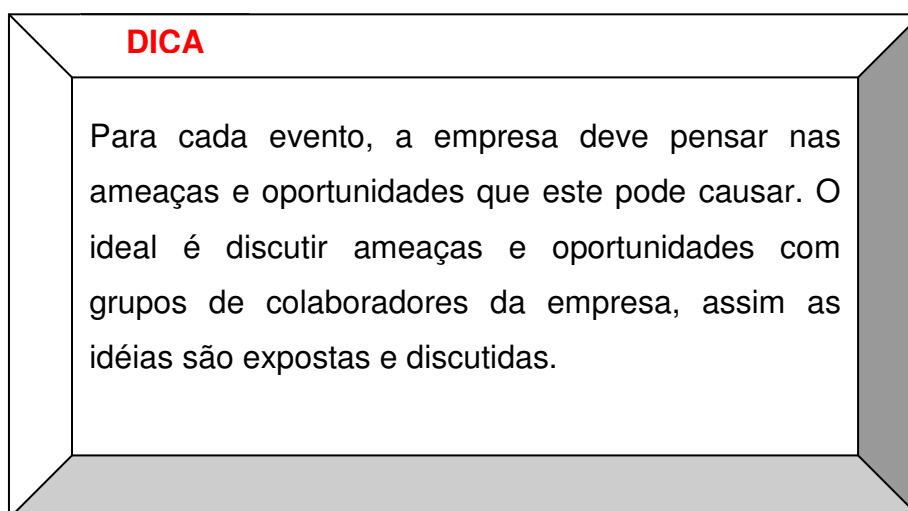 DICA
Para cada evento, a empresa deve pensar nas
ameaças e oportunidades que este pode causar. O
ideal é discutir ameaças e oportunidades com
grupos de colaboradores da empresa, assim as
idéias são expostas e discutidas.